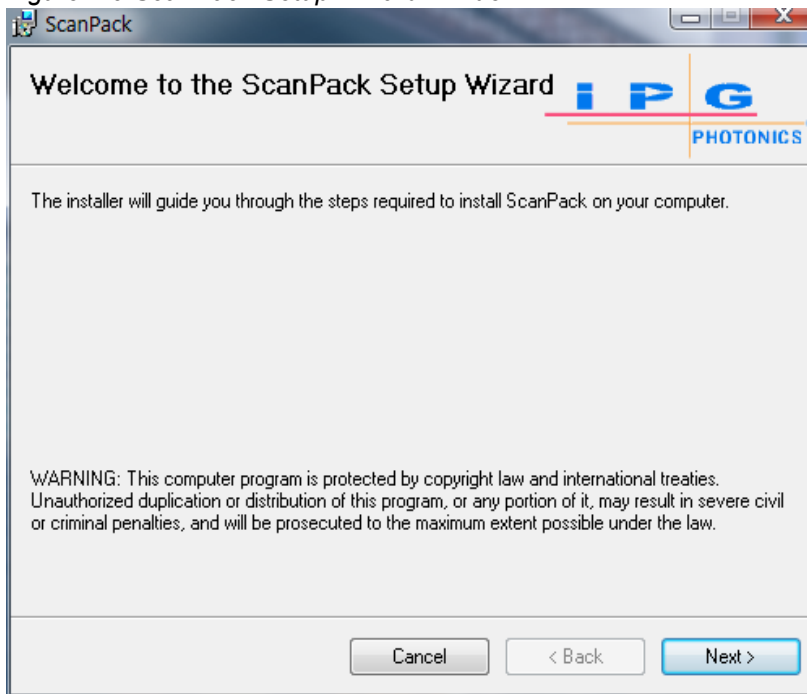 ScanPack
Welcome to the ScanPack Setup Wizard
IPG
PHOTONICS
The installer will guide you through the steps required to install ScanPack on your computer.
WARNING: This computer program is protected by copyright law and international treaties.
Unauthorized duplication or distribution of this program, or any portion of it, may result in severe civil
or criminal penalties, and will be prosecuted to the maximum extent possible under the law.
Cancel
< Back
Next >